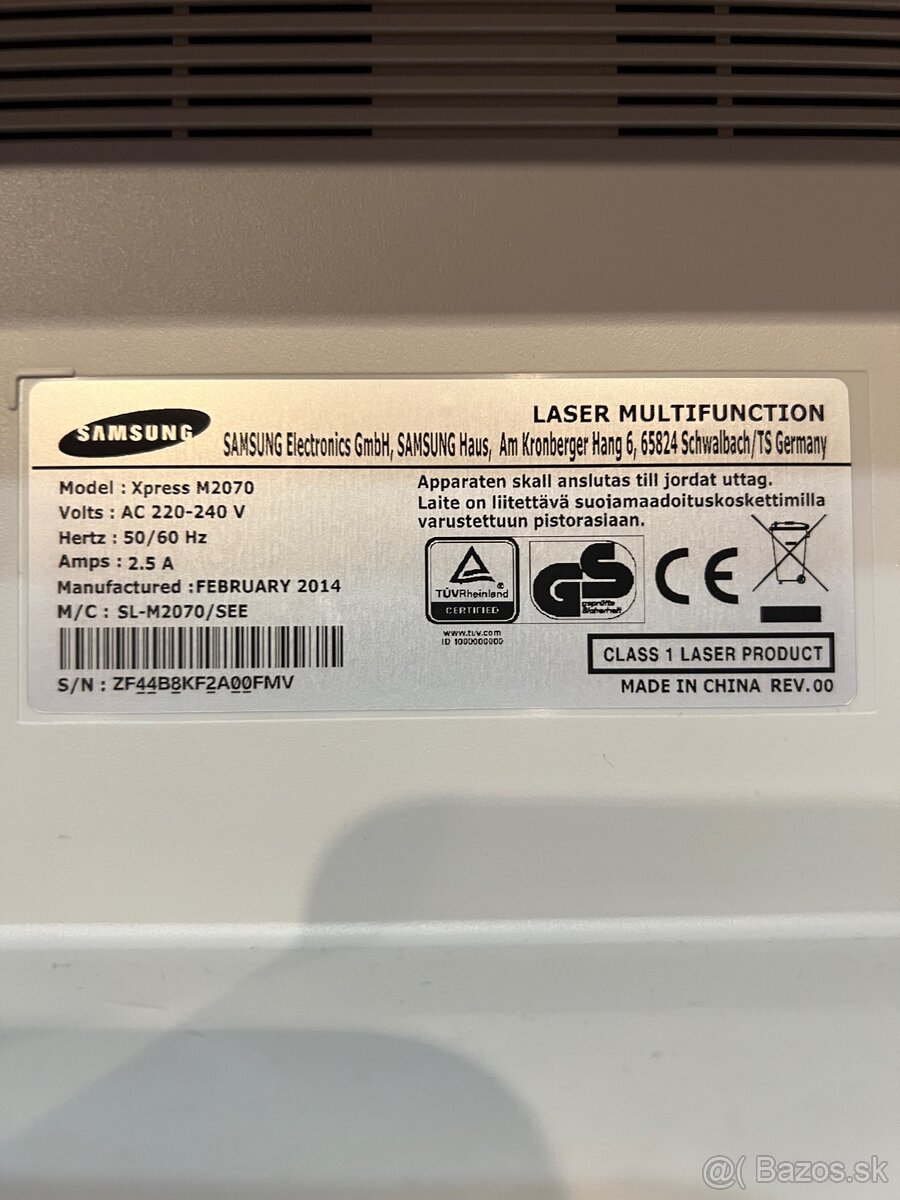 SAMSUNG
LASER MULTIFUNCTION
SAMSUNG Electronics GmbH, SAMSUNG Haus, Am Kronberger Hang 6, 65824 Schwalbach/TS Germany
Model : Xpress M2070
Volts : AC 220-240 V
Hertz : 50/60 Hz
Amps : 2.5 A
Manufactured :FEBRUARY 2014
M/C : SL-M2070/SEE
S/N : ZF44B8KF2A00FMV
Apparaten skall anslutas till jordat uttag.
Laite on liitettävä suojamaadoituskoskettimilla
varustettuun pistorasiaan.
TÜVRheinland ®
CERTIFIED
www.tuv.com
ID 1000000000
GS
geprüfte
Sicherheit
CE
CLASS 1 LASER PRODUCT
MADE IN CHINA REV.00
@( Bazos.sk